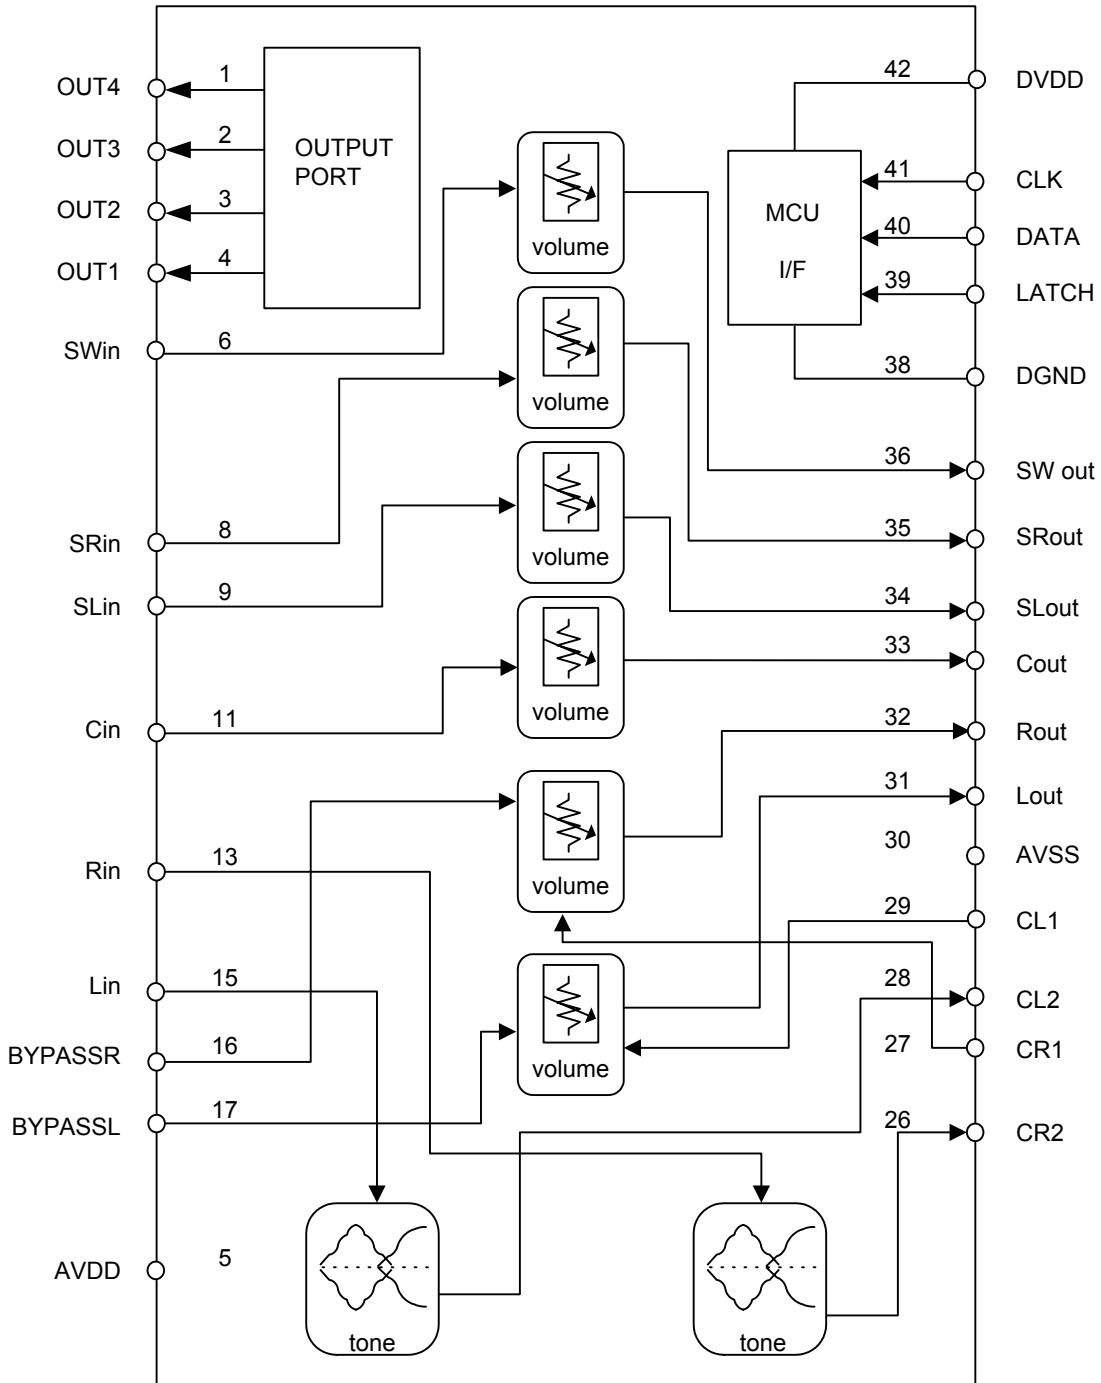 OUT4
1
OUT3
2
OUT2
3
OUT1
4
OUTPUT
PORT
SWin
6
SRin
8
SLin
9
Cin
11
Rin
13
Lin
15
BYPASSR
16
BYPASSL
17
AVDD
5
volume
volume
volume
volume
volume
volume
tone
tone
MCU
I/F
42
DVDD
41
CLK
40
DATA
39
LATCH
38
DGND
36
SW out
35
SRout
34
SLout
33
Cout
32
Rout
31
Lout
30
AVSS
29
CL1
28
CL2
27
CR1
26
CR2